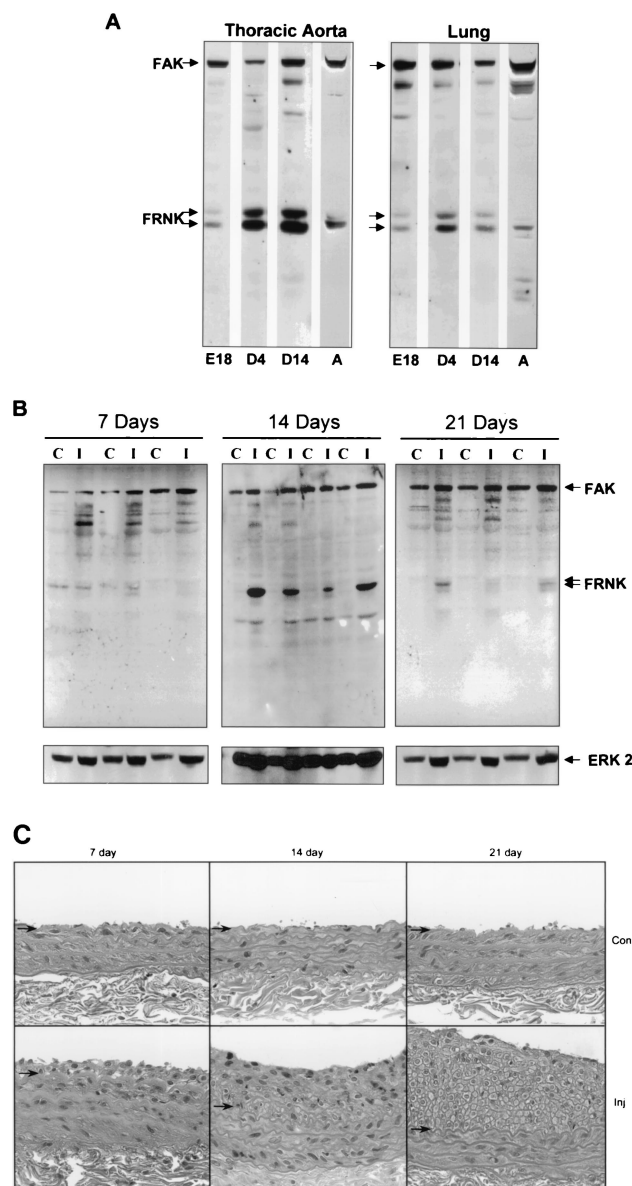 A
Thoracic Aorta Lung
FAK
FRNK
E18 D4 D14 A E18 D4 D14 A
B
7 Days 14 Days 21 Days
C I C I C I C I C I C I C I C I C I C I
FAK
FRNK
ERK 2
C
7 day 14 day 21 day
Con
Inj